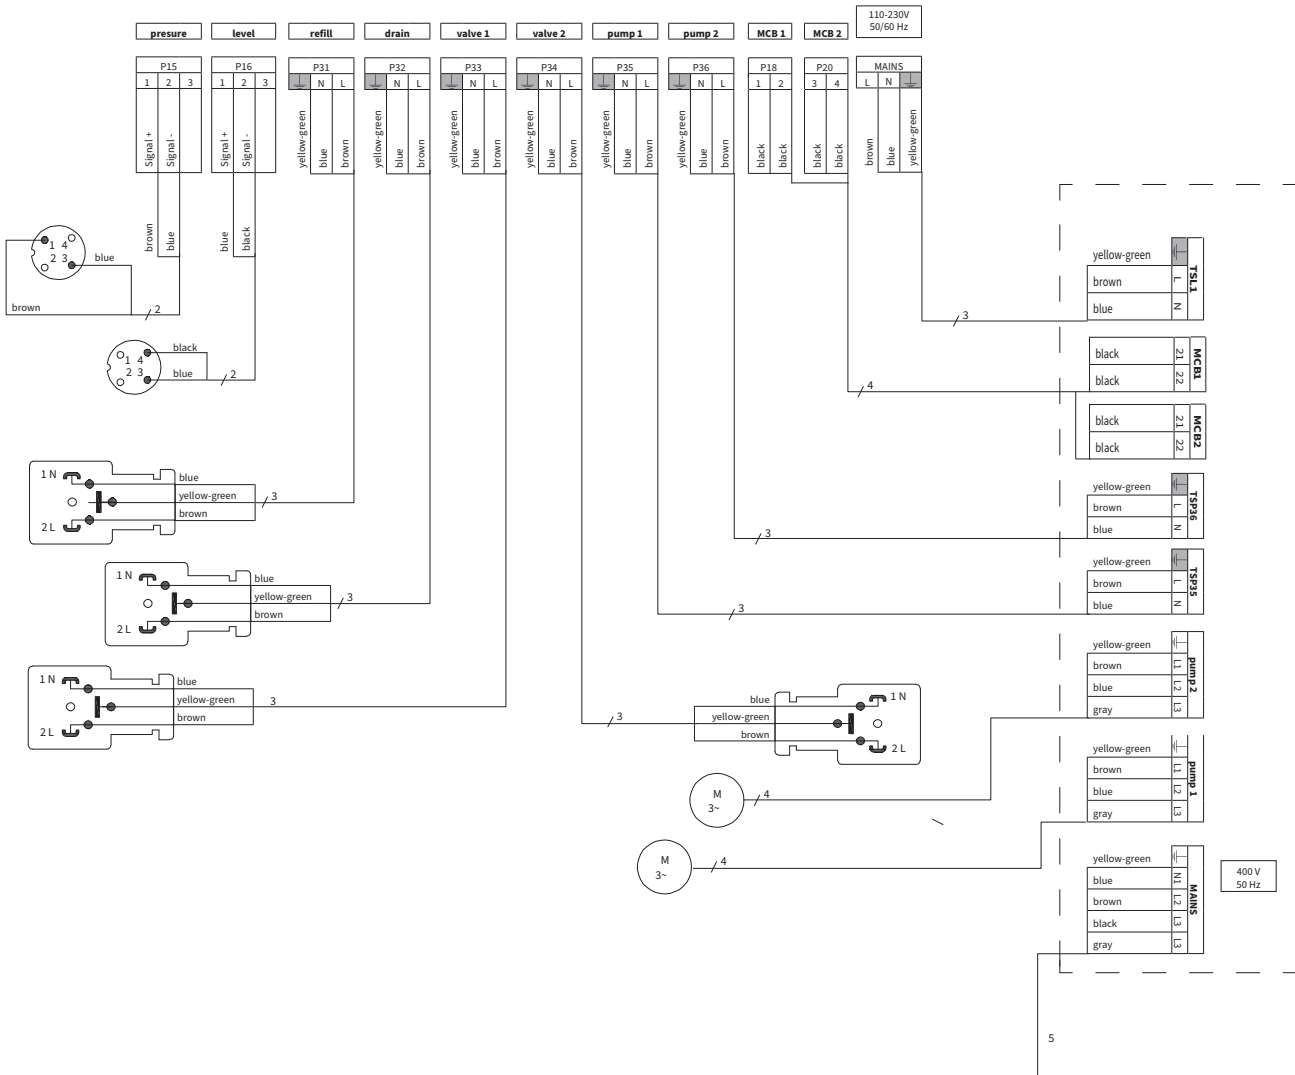 110-230V
50/60 Hz
presure level refill drain valve 1 valve 2 pump 1 pump 2 MCB 1 MCB 2
P15 P16 P31 P32 P33 P34 P35 P36 P18 P20 MAINS
1 2 3 1 2 3 N L N L N L N L N L N L 1 2 3 4 L N
Signal + Signal - Signal + Signal - yellow-green blue brown yellow-green blue brown yellow-green blue brown yellow-green blue brown yellow-green blue brown yellow-green blue brown black black black black brown blue yellow-green
brown blue blue black
1 4
2 3
blue
brown
2
black
1 4
2 3
blue
2
yellow-green
brown L
blue N
TSL1
3
black 21
black 22
MCB1
4
black 21
black 22
MCB2
1 N
blue
yellow-green
brown
2 L
3
yellow-green
brown L
blue N
TSP36
3
1 N
blue
yellow-green
brown
2 L
3
yellow-green
brown L
blue N
TSP35
3
1 N
blue
yellow-green
brown
2 L
3
yellow-green
brown L1
blue L2
gray L3
pump 2
blue
yellow-green
brown
1 N
2 L
3
M
3~
4
yellow-green
brown L1
blue L2
gray L3
pump 1
M
3~
4
yellow-green
blue N1
brown L2
black L3
gray L3
MAINS
400 V
50 Hz
5